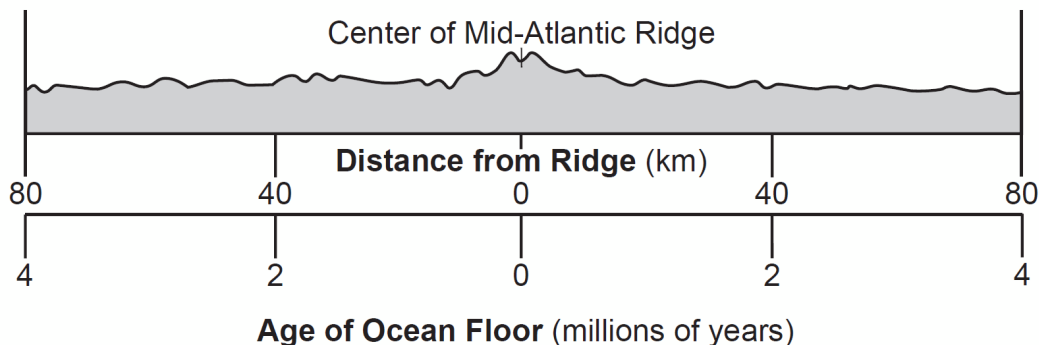 Center of Mid-Atlantic Ridge
Distance from Ridge (km)
80 40 0 40 80
4 2 0 2 4
Age of Ocean Floor (millions of years)